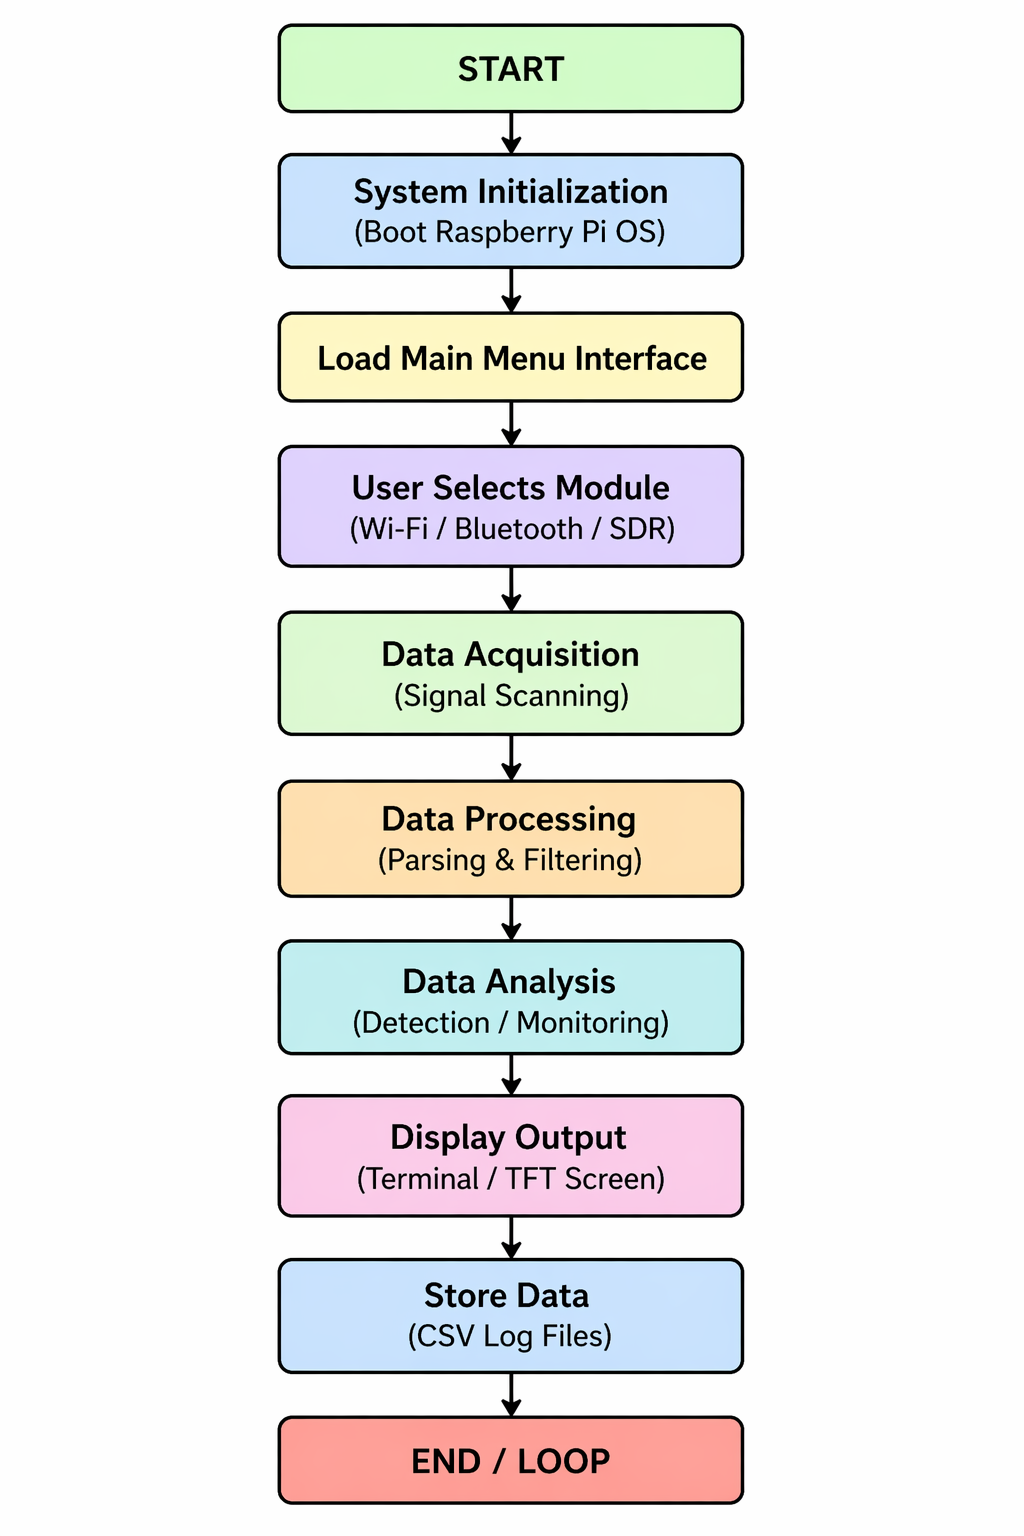 START
System Initialization
(Boot Raspberry Pi OS)
Load Main Menu Interface
User Selects Module
(Wi-Fi / Bluetooth / SDR)
Data Acquisition
(Signal Scanning)
Data Processing
(Parsing & Filtering)
Data Analysis
(Detection / Monitoring)
Display Output
(Terminal / TFT Screen)
Store Data
(CSV Log Files)
END / LOOP